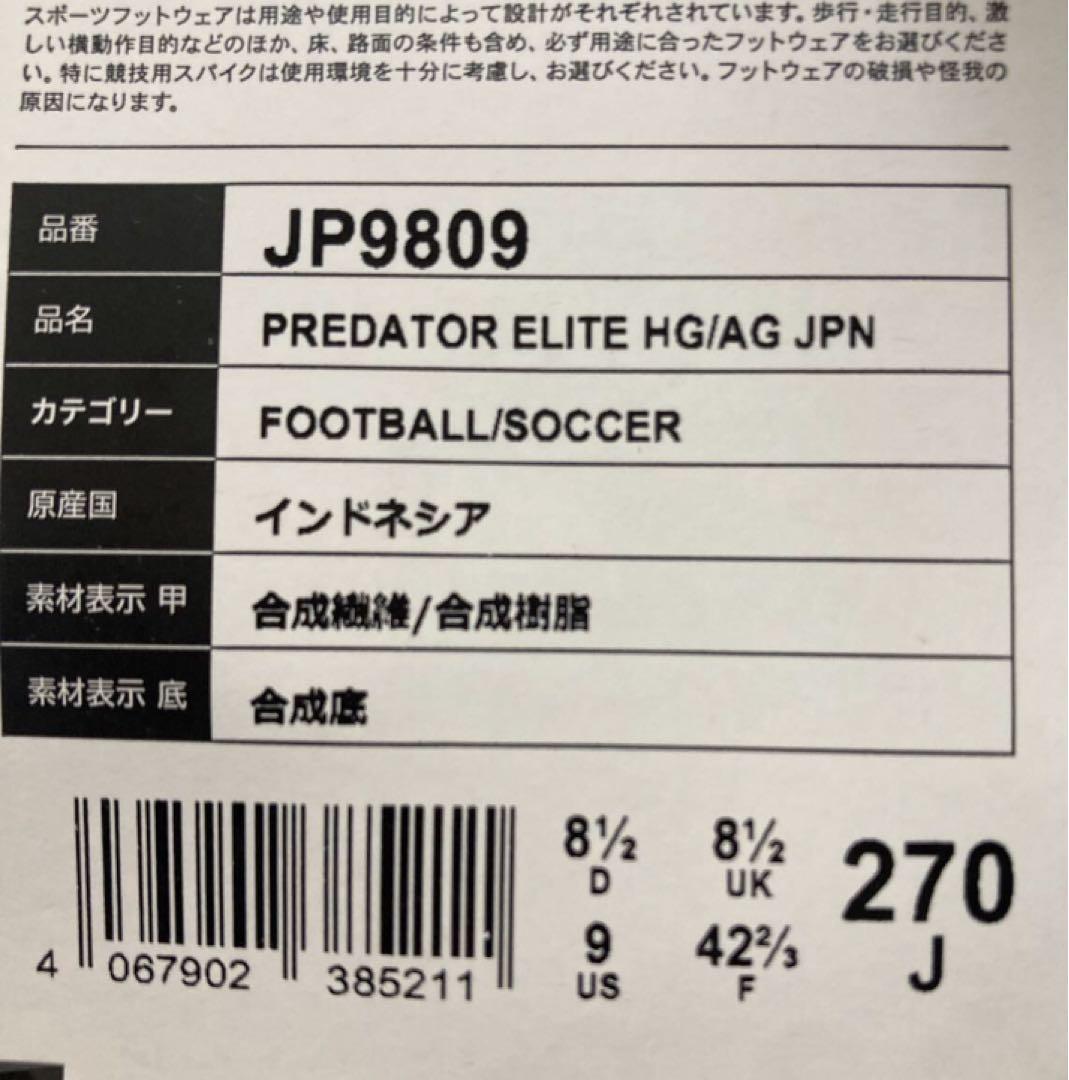 スポーツフットウェアは用途や使用目的によって設計がそれぞれされています。歩行・走行目的、激
しい横動作目的などのほか、床、路面の条件も含め、必ず用途に合ったフットウェアをお選びくださ
い。特に競技用スパイクは使用環境を十分に考慮し、お選びください。フットウェアの破損や怪我の
原因になります。
品番 JP9809
品名 PREDATOR ELITE HG/AG JPN
カテゴリー FOOTBALL/SOCCER
原産国 インドネシア
素材表示 甲 合成繊維/合成樹脂
素材表示 底 合成底
8½ 8½ 270
D UK J
9 42⅔
US F
4 067902 385211